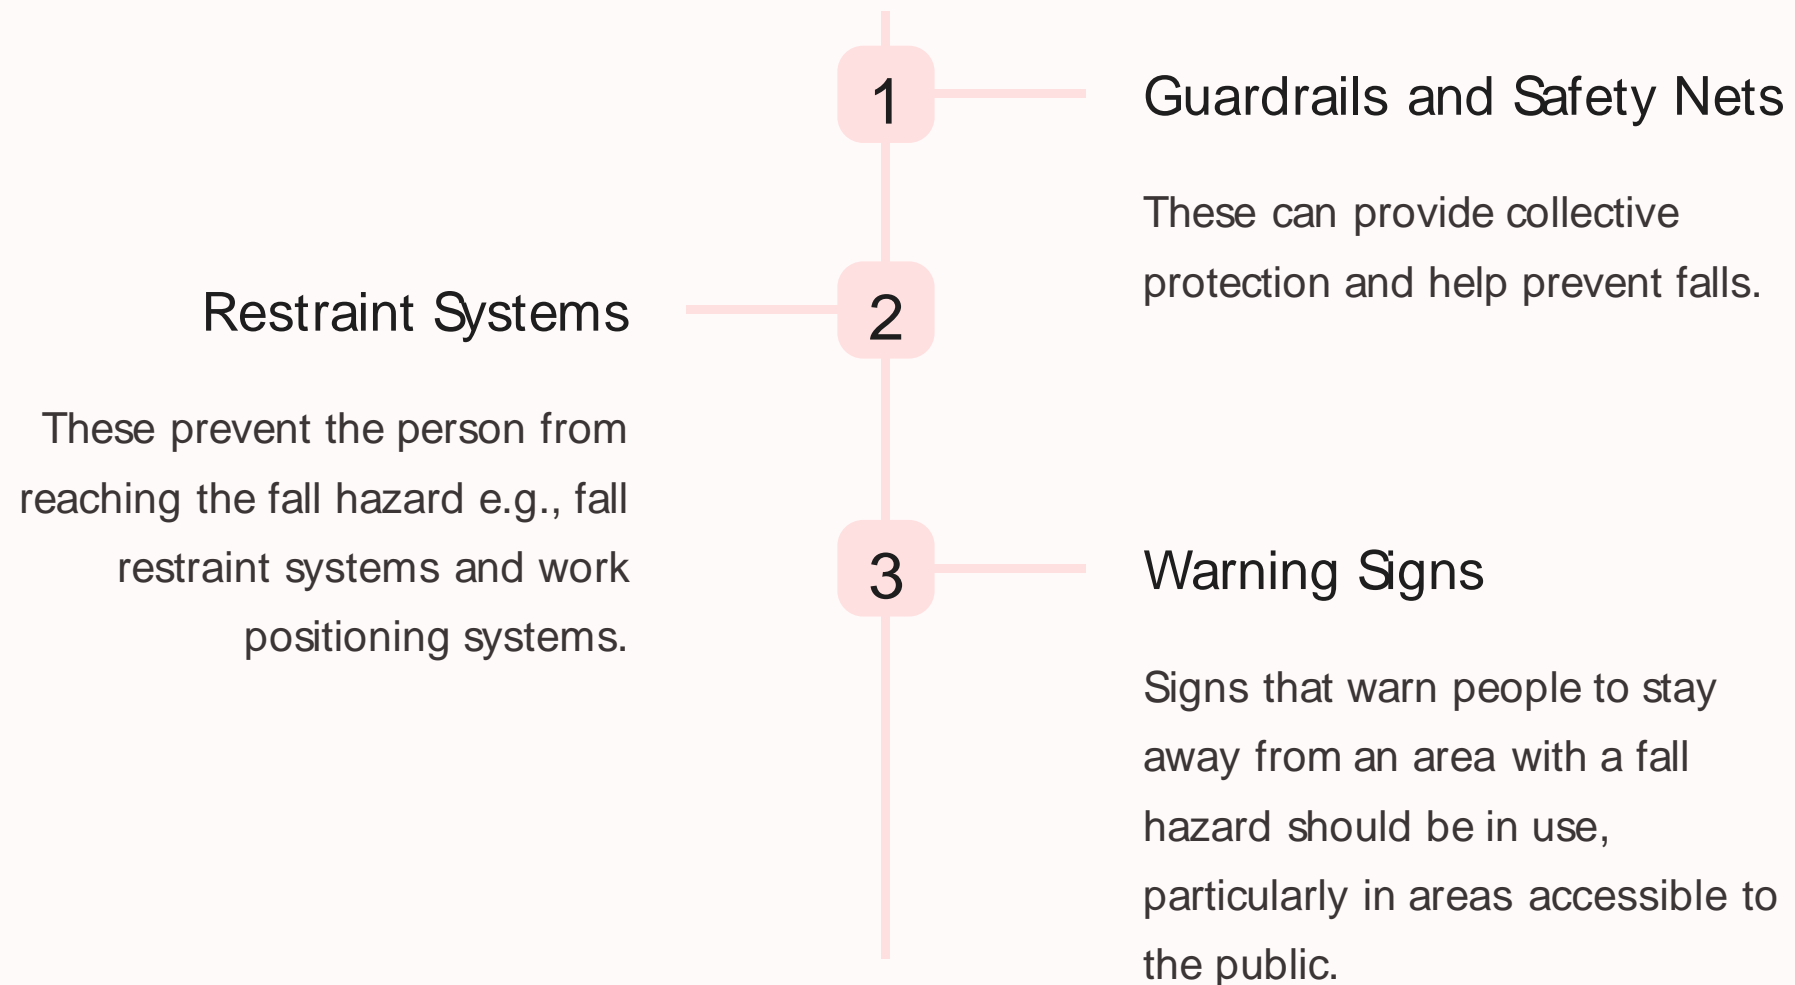 1
Guardrails and Safety Nets
These can provide collective
protection and help prevent falls.
2
Restraint Systems
These prevent the person from
reaching the fall hazard e.g., fall
restraint systems and work
positioning systems.
3
Warning Signs
Signs that warn people to stay
away from an area with a fall
hazard should be in use,
particularly in areas accessible to
the public.